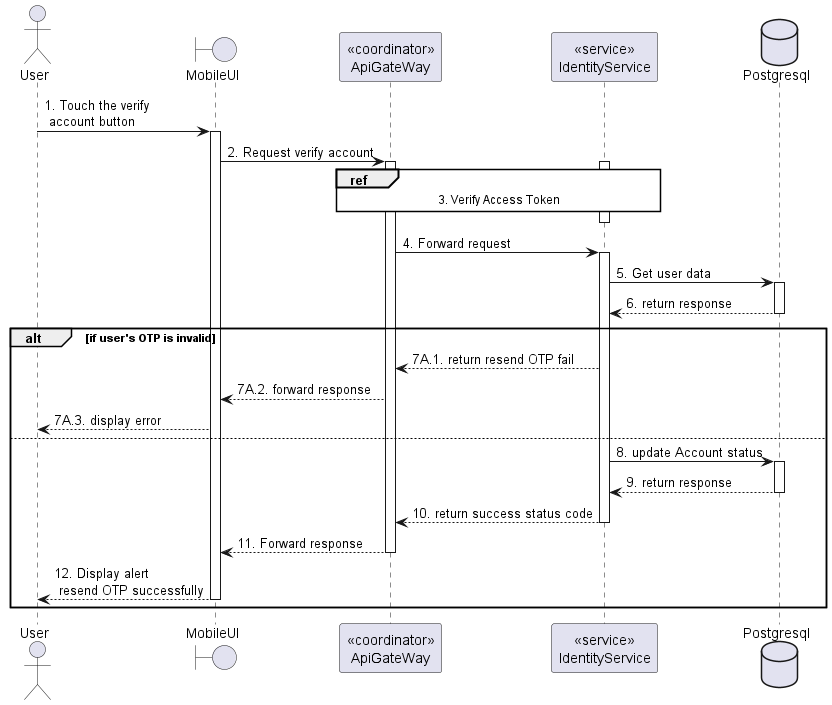 User
MobileUI
«coordinator»
ApiGateWay
«service»
IdentityService
Postgresql
1. Touch the verify
account button
2. Request verify account
ref
3. Verify Access Token
4. Forward request
5. Get user data
6. return response
alt
[if user's OTP is invalid]
7A.1. return resend OTP fail
7A.2. forward response
7A.3. display error
8. update Account status
9. return response
10. return success status code
11. Forward response
12. Display alert
resend OTP successfully
User
MobileUI
«coordinator»
ApiGateWay
«service»
IdentityService
Postgresql